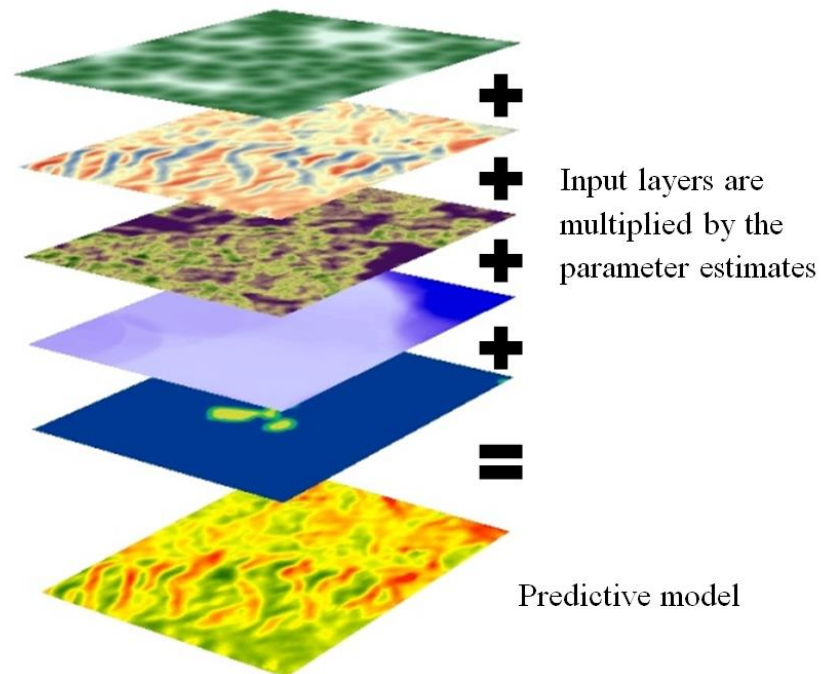 +
+
Input layers are
multiplied by the
+
parameter estimates
+
=
Predictive model